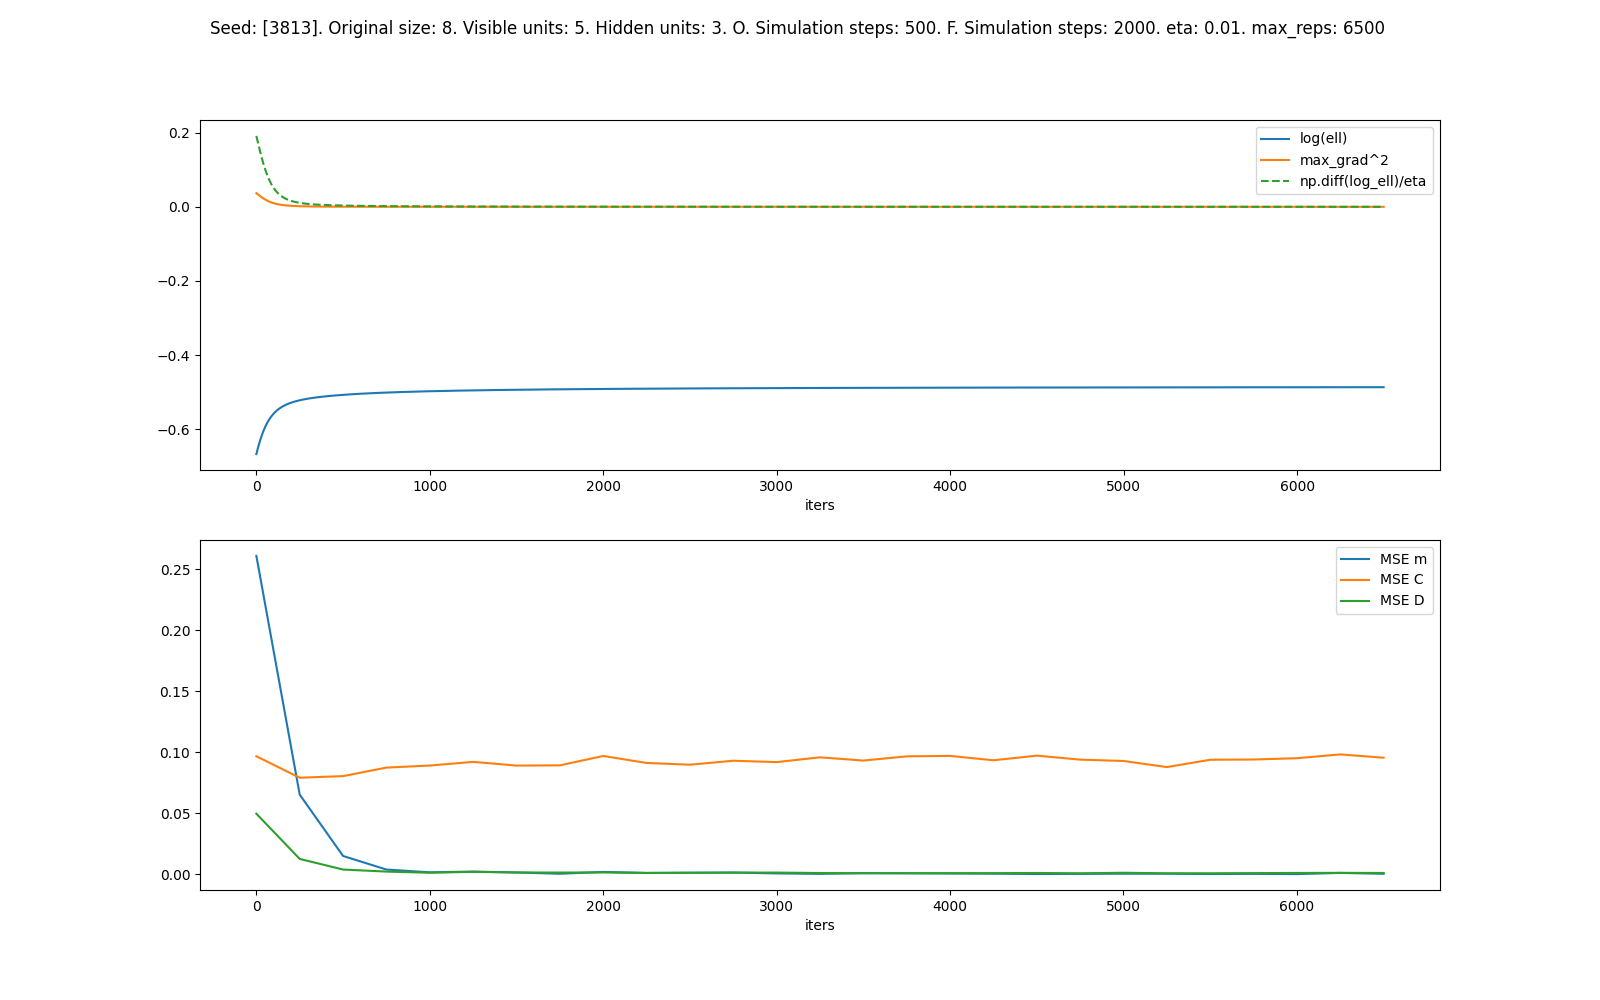 Seed: [3813]. Original size: 8. Visible units: 5. Hidden units: 3. O. Simulation steps: 500. F. Simulation steps: 2000. eta: 0.01. max_reps: 6500
0.2
0.0
−0.2
−0.4
−0.6
log(ell)
max_grad^2
np.diff(log_ell)/eta
0 1000 2000 3000 4000 5000 6000
iters
0.25
0.20
0.15
0.10
0.05
0.00
MSE m
MSE C
MSE D
0 1000 2000 3000 4000 5000 6000
iters